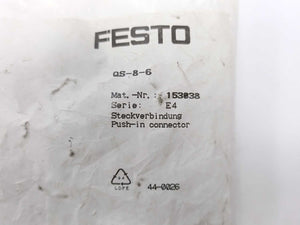 FESTO
QS-8-6
Mat.-Nr.: 153038
Serie: E4
Steckverbindung
Push-in connector
LDPE
44-0026